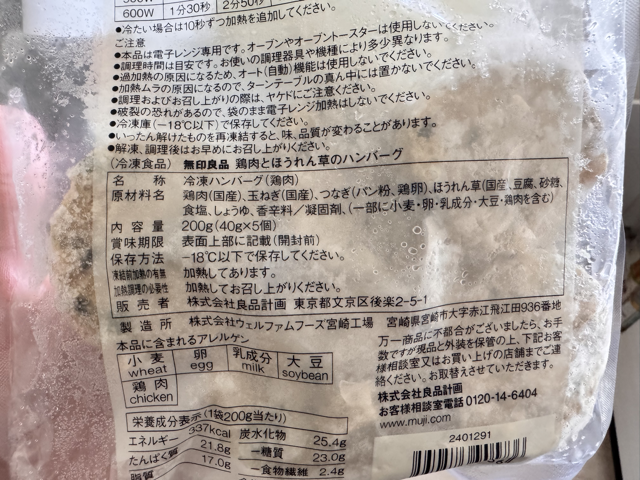 600W 1分30秒 2分50秒
●冷たい場合は10秒ずつ加熱を追加してください。
ご注意
●本品は電子レンジ専用です。オーブンやオーブントースターは使用しないでください。
●調理時間は目安です。お使いの調理器具や機種により多少異なります。
●過加熱の原因になるため、オート(自動)機能は使用しないでください。
●加熱ムラの原因になるので、ターンテーブルの真ん中には置かないでください。
●調理およびお召し上がりの際は、ヤケドにご注意ください。
●破裂の恐れがあるので、袋のまま電子レンジ加熱はしないでください。
●冷凍庫(−18℃以下)で保存してください。
●いったん解けたものを再凍結すると、味、品質が変わることがあります。
●解凍、調理後はお早めにお召し上がりください。
(冷凍食品) 無印良品 鶏肉とほうれん草のハンバーグ
名称 冷凍ハンバーグ(鶏肉)
原材料名 鶏肉(国産)、玉ねぎ(国産)、つなぎ(パン粉、鶏卵)、ほうれん草(国産)、豆腐、砂糖、
食塩、しょうゆ、香辛料/凝固剤、(一部に小麦・卵・乳成分・大豆・鶏肉を含む)
内容量 200g(40g×5個)
賞味期限 表面上部に記載(開封前)
保存方法 −18℃以下で保存してください。
凍結前加熱の有無 加熱してあります。
加熱調理の必要性 加熱してお召し上がりください。
販売者 株式会社良品計画 東京都文京区後楽2-5-1
製造所 株式会社ウェルファムフーズ宮崎工場 宮崎県宮崎市大字赤江飛江田936番地
本品に含まれるアレルゲン
小麦 卵 乳成分 大豆
wheat egg milk soybean
鶏肉
chicken
万一商品に不都合がございましたら、お手
数ですが現品と外装を保管の上、下記お客
様相談室又はお買い上げの店舗までご連
絡ください。お取替えさせていただきます。
株式会社良品計画
お客様相談室電話 0120-14-6404
www.muji.com
2401291
栄養成分表示(1袋200g当たり)
エネルギー 337kcal 炭水化物 25.4g
たんぱく質 21.8g −糖質 23.0g
脂質 17.0g −食物繊維 2.4g